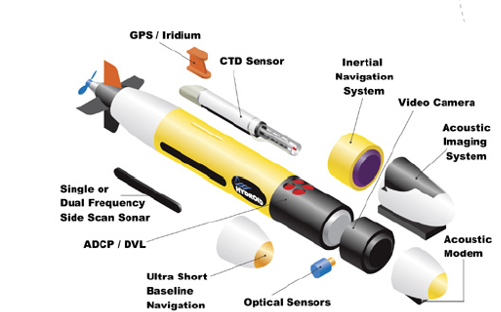 GPS / Iridium
CTD Sensor
Inertial
Navigation
System
Video Camera
Acoustic
Imaging
System
Single or
Dual Frequency
Side Scan Sonar
HYDROID
ADCP / DVL
Ultra Short
Baseline
Navigation
Optical Sensors
Acoustic
Modem